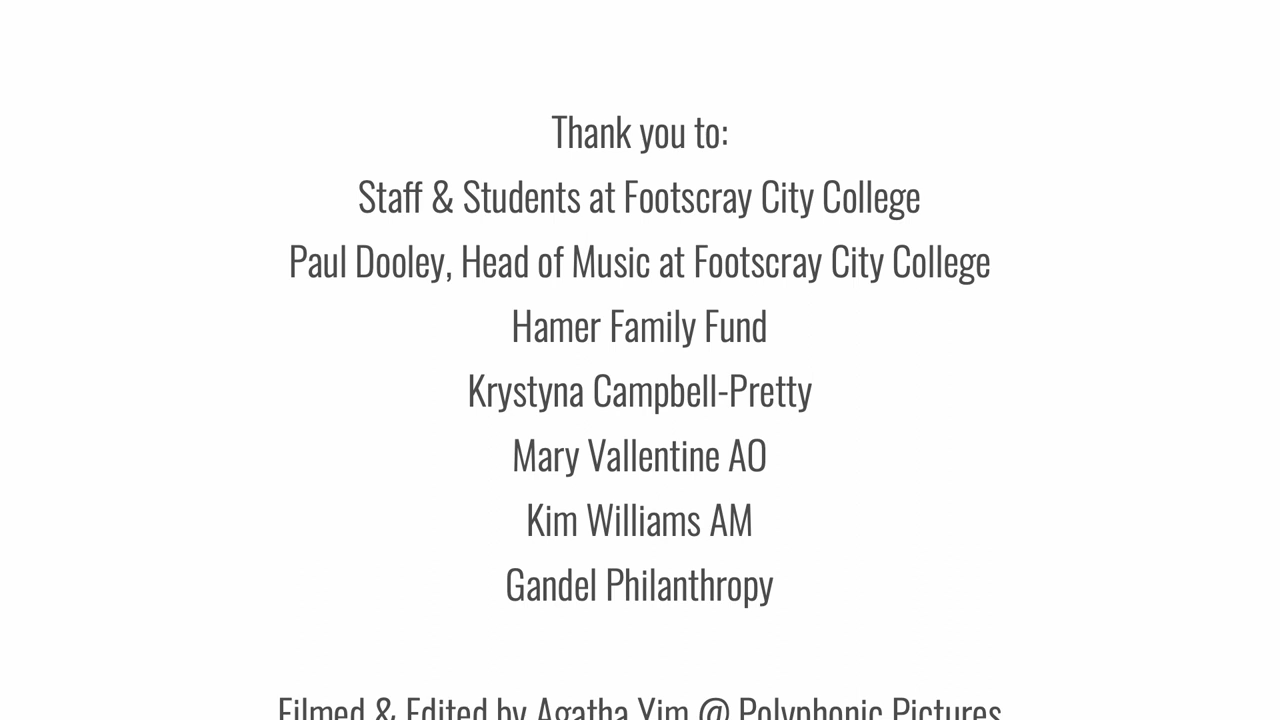 Thank you to:
Staff & Students at Footscray City College
Paul Dooley, Head of Music at Footscray City College
Hamer Family Fund
Krystyna Campbell-Pretty
Mary Vallentine AO
Kim Williams AM
Gandel Philanthropy
Filmed & Edited by Agatha Yim @ Polyphonic Pictures